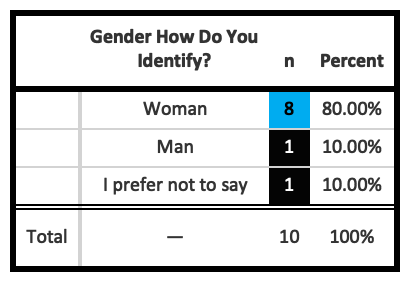 Gender How Do You
Identify? n Percent
Woman 8 80.00%
Man 1 10.00%
I prefer not to say 1 10.00%
Total — 10 100%